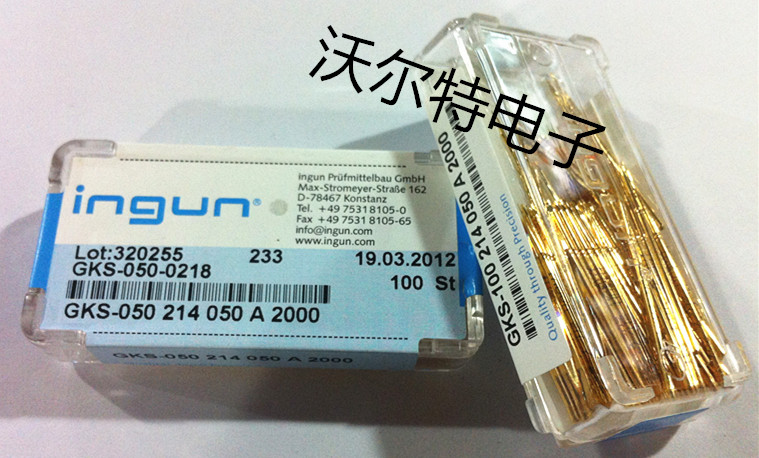 沃尔特电子
ingun®
ingun Prüfmittelbau GmbH
Max-Stromeyer-Straße 162
D-78467 Konstanz
Tel. +49 7531 8105-0
Fax +49 7531 8105-65
info@ingun.com
www.ingun.com
Lot:320255 233 19.03.2012
GKS-050-0218 100 St
GKS-050 214 050 A 2000
GKS-050 214 050 A 2000
GKS-100 214 050 A 2000
Quality through Precision